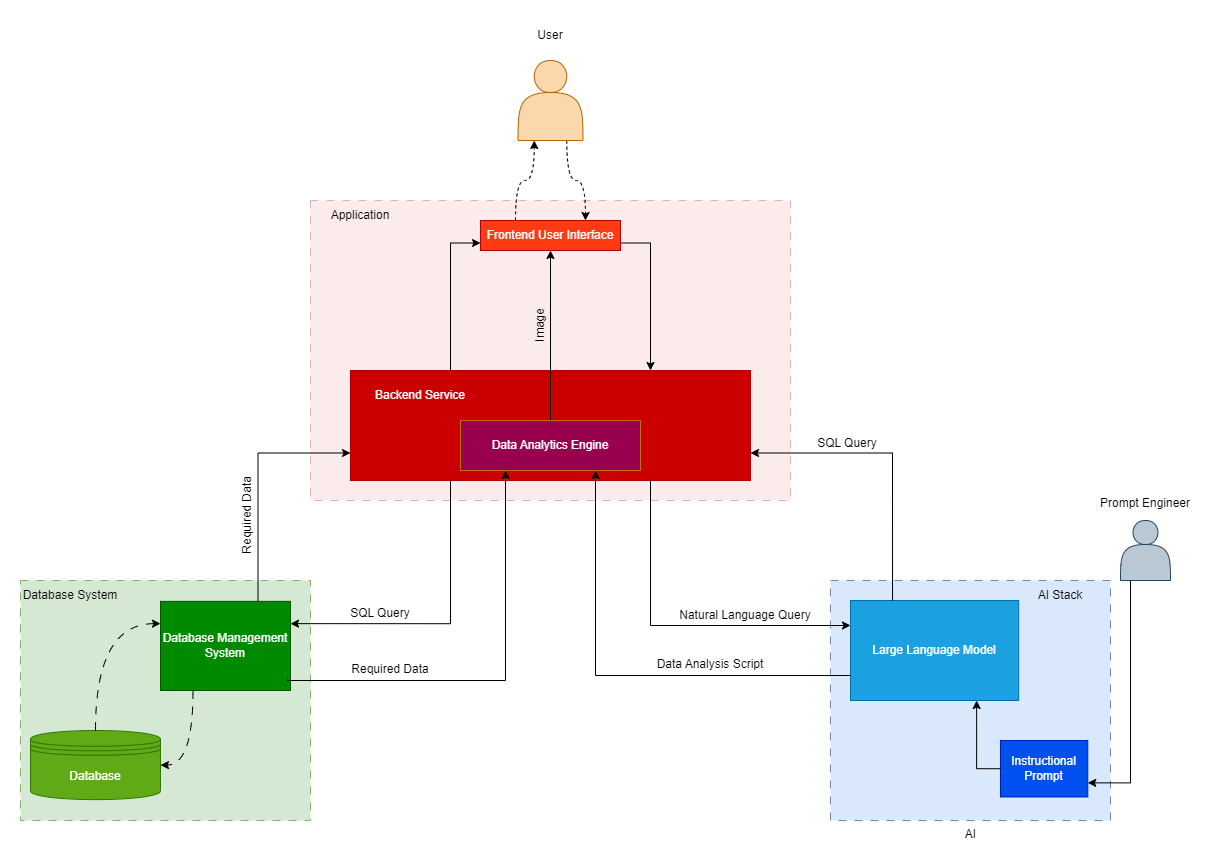 User
Application
Frontend User Interface
Image
Backend Service
Data Analytics Engine
SQL Query
Required Data
Prompt Engineer
Database System
AI Stack
SQL Query
Natural Language Query
Database Management
System
Large Language Model
Required Data
Data Analysis Script
Instructional
Prompt
Database
AI